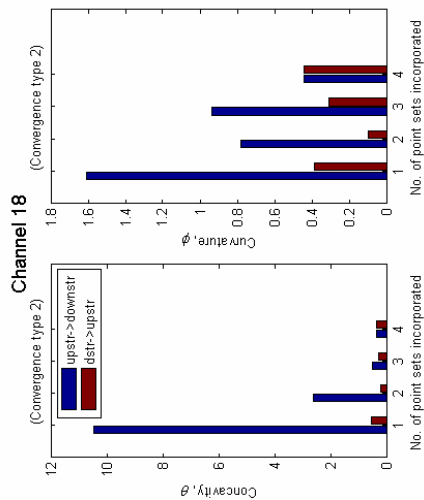 Channel 18
(Convergence type 2)
12
10
8
6
4
2
0
Concavity, θ
upstr->downstr
dstr->upstr
1 2 3 4
No. of point sets incorporated
(Convergence type 2)
1.8
1.6
1.4
1.2
1
0.8
0.6
0.4
0.2
0
Curvature, ϕ
1 2 3 4
No. of point sets incorporated